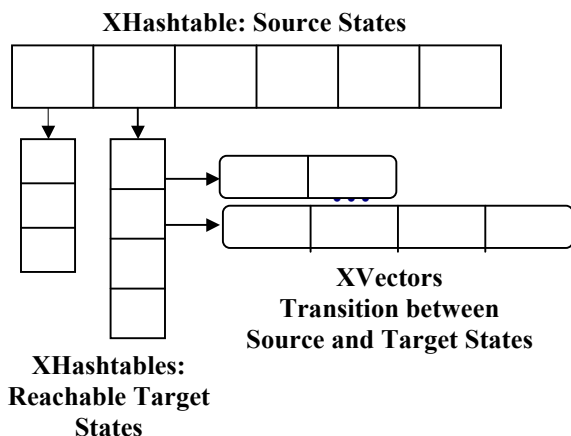 XHashtable: Source States
XVectors
Transition between
Source and Target States
XHashtables:
Reachable Target
States